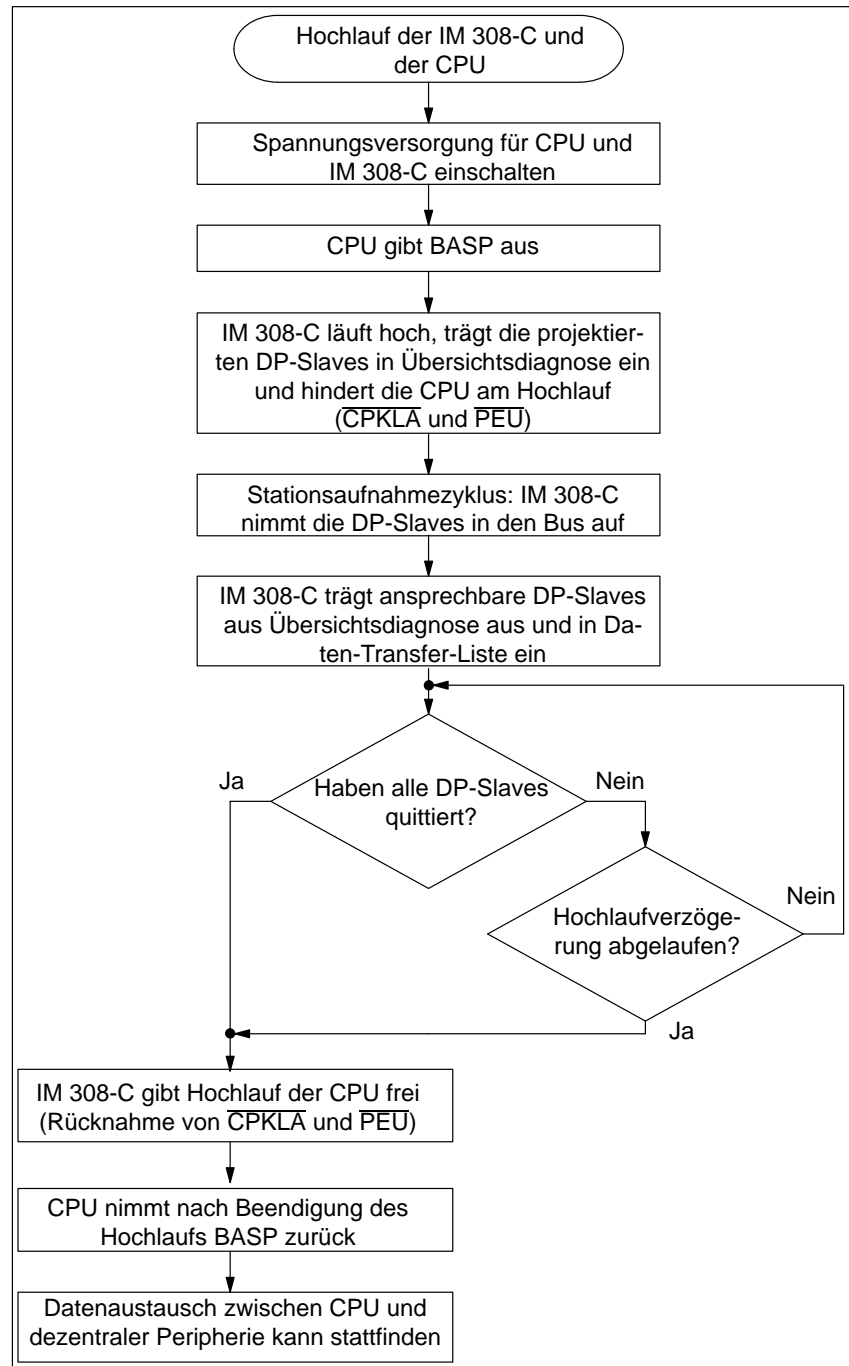 Hochlauf der IM 308-C und
der CPU
Spannungsversorgung für CPU und
IM 308-C einschalten
CPU gibt BASP aus
IM 308-C läuft hoch, trägt die projektier-
ten DP-Slaves in Übersichtsdiagnose ein
und hindert die CPU am Hochlauf
(C̅P̅K̅L̅A̅ und P̅E̅U̅)
Stationsaufnahmezyklus: IM 308-C
nimmt die DP-Slaves in den Bus auf
IM 308-C trägt ansprechbare DP-Slaves
aus Übersichtsdiagnose aus und in Da-
ten-Transfer-Liste ein
Ja
Haben alle DP-Slaves
quittiert?
Nein
Hochlaufverzöge-
rung abgelaufen?
Nein
Ja
IM 308-C gibt Hochlauf der CPU frei
(Rücknahme von C̅P̅K̅L̅A̅ und P̅E̅U̅)
CPU nimmt nach Beendigung des
Hochlaufs BASP zurück
Datenaustausch zwischen CPU und
dezentraler Peripherie kann stattfinden